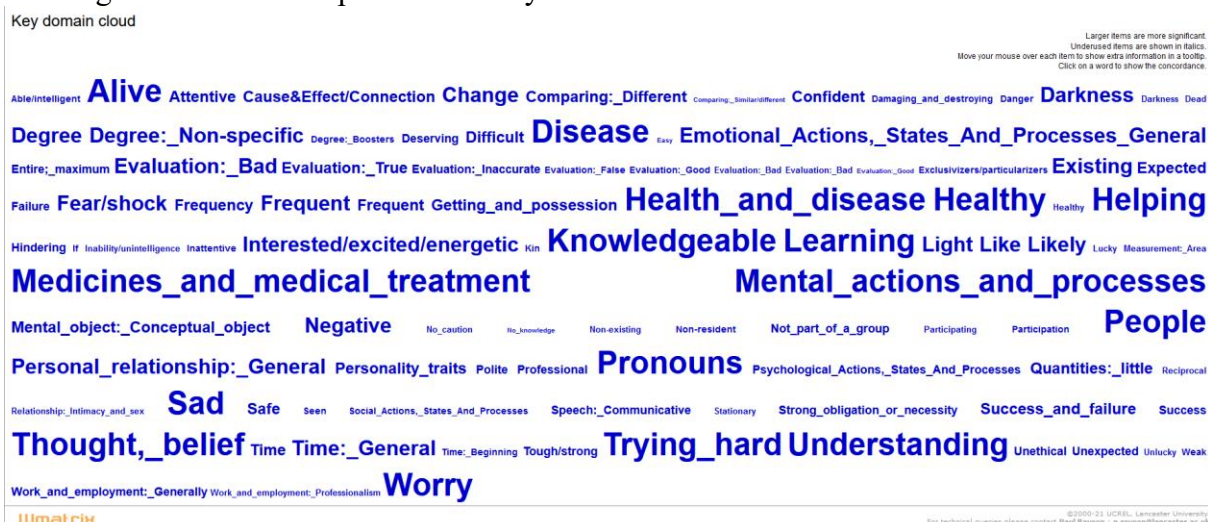 Key domain cloud
Larger items are more significant.
Underused items are shown in italics.
Move your mouse over each item to show extra information in a tooltip.
Click on a word to show the concordance.
Able/intelligent Alive Attentive Cause&Effect/Connection Change Comparing:_Different Comparing:_Similar/different Confident Damaging_and_destroying Danger Darkness Darkness Dead
Degree Degree:_Non-specific Degree:_Boosters Deserving Difficult Disease Easy Emotional_Actions,_States_And_Processes_General
Entire;_maximum Evaluation:_Bad Evaluation:_True Evaluation:_Inaccurate Evaluation:_False Evaluation:_Good Evaluation:_Bad Evaluation:_Bad Evaluation:_Good Exclusivizers/particularizers Existing Expected
Failure Fear/shock Frequency Frequent Frequent Getting_and_possession Health_and_disease Healthy Healthy Helping
Hindering If Inability/unintelligence Inattentive Interested/excited/energetic Kin Knowledgeable Learning Light Like Likely Lucky Measurement:_Area
Medicines_and_medical_treatment Mental_actions_and_processes
Mental_object:_Conceptual_object Negative No_caution No_knowledge Non-existing Non-resident Not_part_of_a_group Participating Participation People
Personal_relationship:_General Personality_traits Polite Professional Pronouns Psychological_Actions,_States_And_Processes Quantities:_little Reciprocal
Relationship:_Intimacy_and_sex Sad Safe Seen Social_Actions,_States_And_Processes Speech:_Communicative Stationary Strong_obligation_or_necessity Success_and_failure Success
Thought,_belief Time Time:_General Time:_Beginning Tough/strong Trying_hard Understanding Unethical Unexpected Unlucky Weak
Work_and_employment:_Generally Work_and_employment:_Professionalism Worry
©2000-21 UCREL, Lancaster University